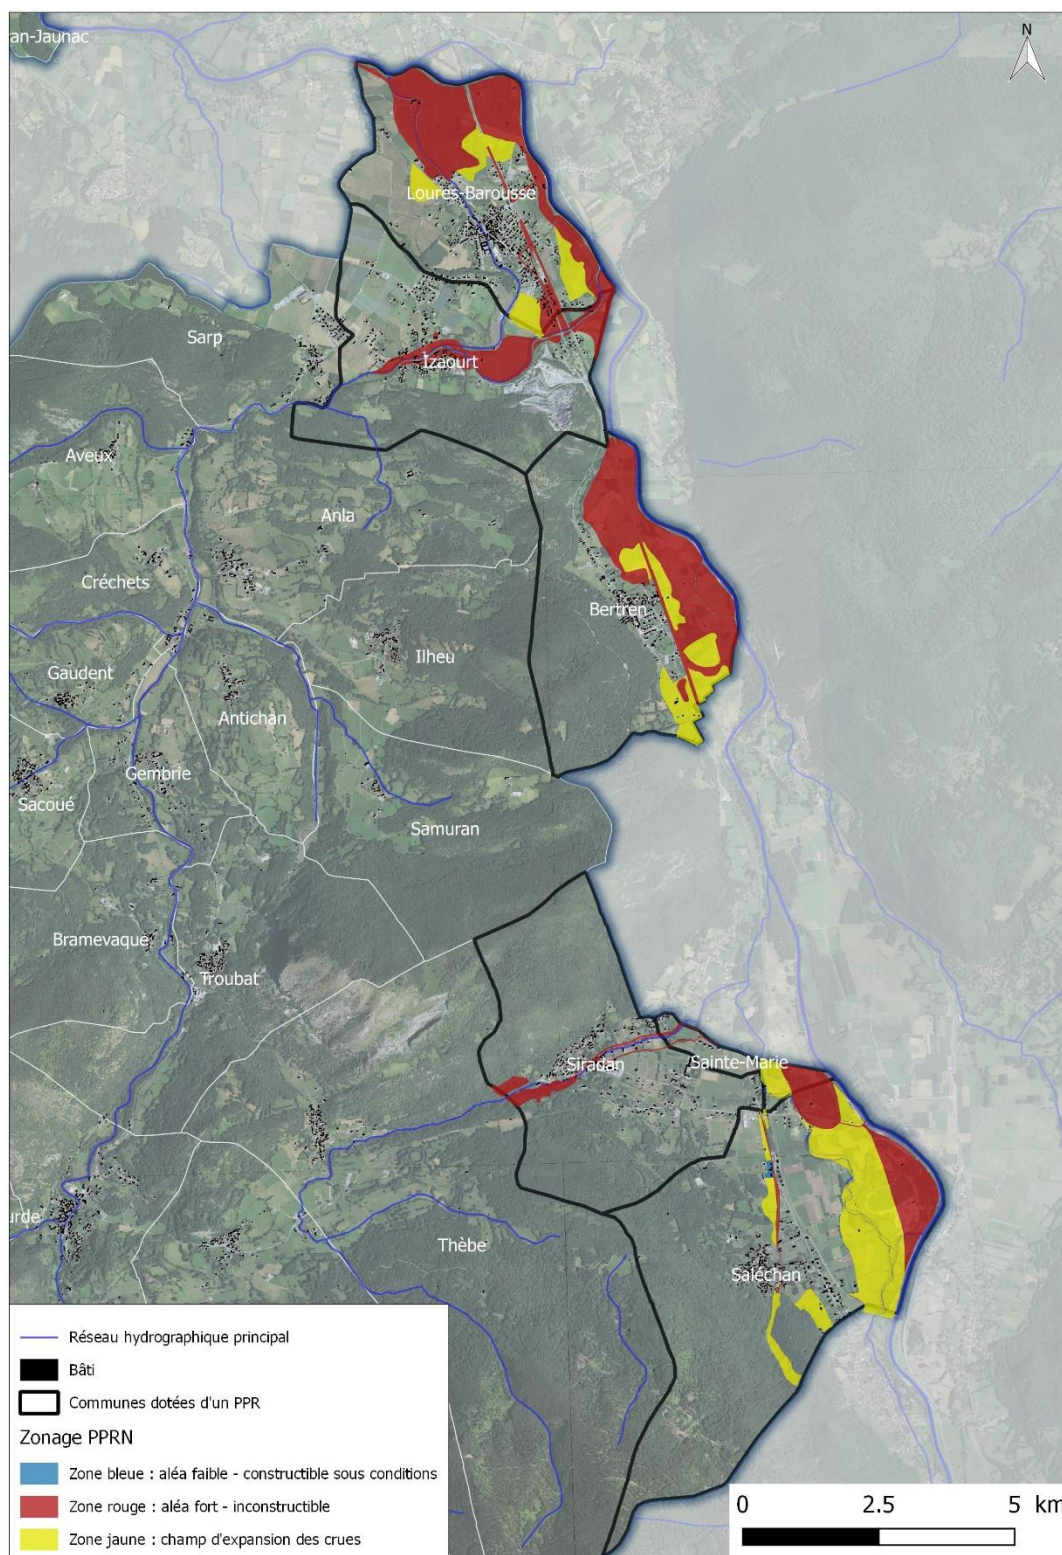 an-Jaunac
N
Loures-Barousse
Sarp
Izaourt
Aveux
Anla
Créchets
Bertren
Ilheu
Gaudent
Antichan
Gembrie
Sacoué
Samuran
Bramevaque
Troubat
Siradan
Sainte-Marie
urde
Thèbe
Saléchan
Réseau hydrographique principal
Bâti
Communes dotées d'un PPR
Zonage PPRN
Zone bleue : aléa faible - constructible sous conditions
Zone rouge : aléa fort - inconstructible
Zone jaune : champ d'expansion des crues
0 2.5 5 km